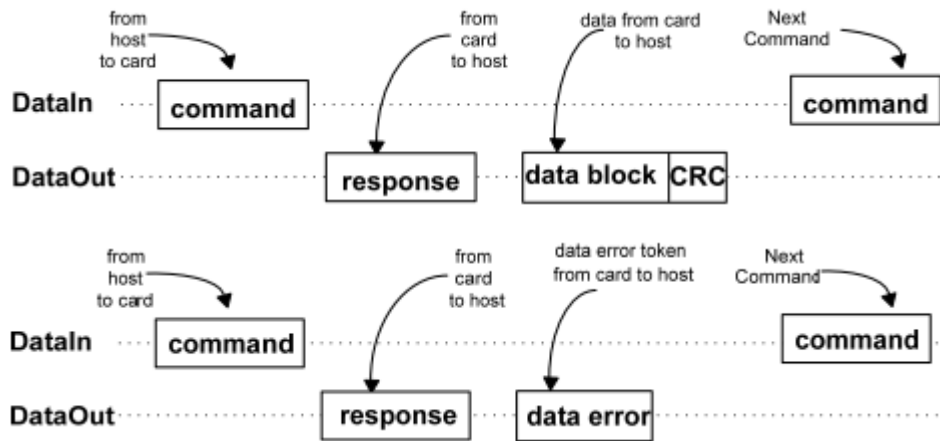 from
host
to card
from
card
to host
data from card
to host
Next
Command
DataIn
command
command
DataOut
response
data block
CRC
from
host
to card
from
card
to host
data error token
from card to host
Next
Command
DataIn
command
command
DataOut
response
data error